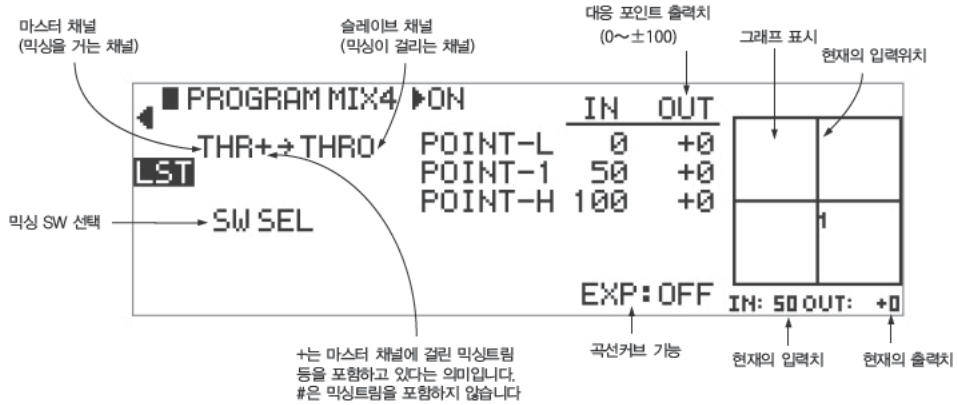 마스터 채널
(믹싱을 거는 채널)
슬레이브 채널
(믹싱이 걸리는 채널)
대응 포인트 출력치
(0～±100)
그래프 표시
현재의 입력위치
PROGRAM MIX4 ▶ON
IN OUT
THR+→THRO
POINT-L 0 +0
LST
POINT-1 50 +0
POINT-H 100 +0
믹싱 SW 선택
SW SEL
1
EXP:OFF
IN: 50 OUT: +0
+는 마스터 채널에 걸린 믹싱트림
등을 포함하고 있다는 의미입니다.
#은 믹싱트림을 포함하지 않습니다
곡선커브 기능
현재의 입력치
현재의 출력치